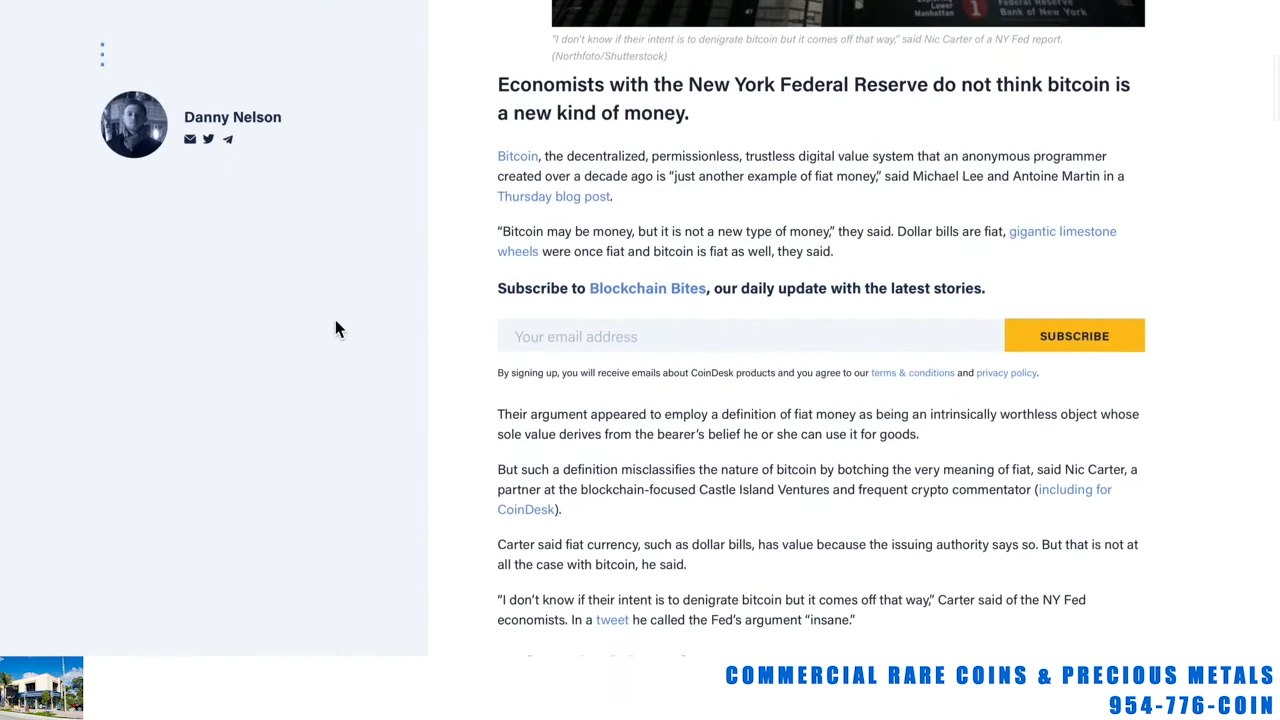 Lower
Manhattan
1
Federal Reserve
Bank of New York
"I don't know if their intent is to denigrate bitcoin but it comes off that way," said Nic Carter of a NY Fed report.
(Northfoto/Shutterstock)
Danny Nelson
Economists with the New York Federal Reserve do not think bitcoin is
a new kind of money.
Bitcoin, the decentralized, permissionless, trustless digital value system that an anonymous programmer
created over a decade ago is “just another example of fiat money,” said Michael Lee and Antoine Martin in a
Thursday blog post.
“Bitcoin may be money, but it is not a new type of money,” they said. Dollar bills are fiat, gigantic limestone
wheels were once fiat and bitcoin is fiat as well, they said.
Subscribe to Blockchain Bites, our daily update with the latest stories.
Your email address
SUBSCRIBE
By signing up, you will receive emails about CoinDesk products and you agree to our terms & conditions and privacy policy.
Their argument appeared to employ a definition of fiat money as being an intrinsically worthless object whose
sole value derives from the bearer’s belief he or she can use it for goods.
But such a definition misclassifies the nature of bitcoin by botching the very meaning of fiat, said Nic Carter, a
partner at the blockchain-focused Castle Island Ventures and frequent crypto commentator (including for
CoinDesk).
Carter said fiat currency, such as dollar bills, has value because the issuing authority says so. But that is not at
all the case with bitcoin, he said.
“I don’t know if their intent is to denigrate bitcoin but it comes off that way,” Carter said of the NY Fed
economists. In a tweet he called the Fed’s argument “insane.”
COMMERCIAL RARE COINS & PRECIOUS METALS
954-776-COIN